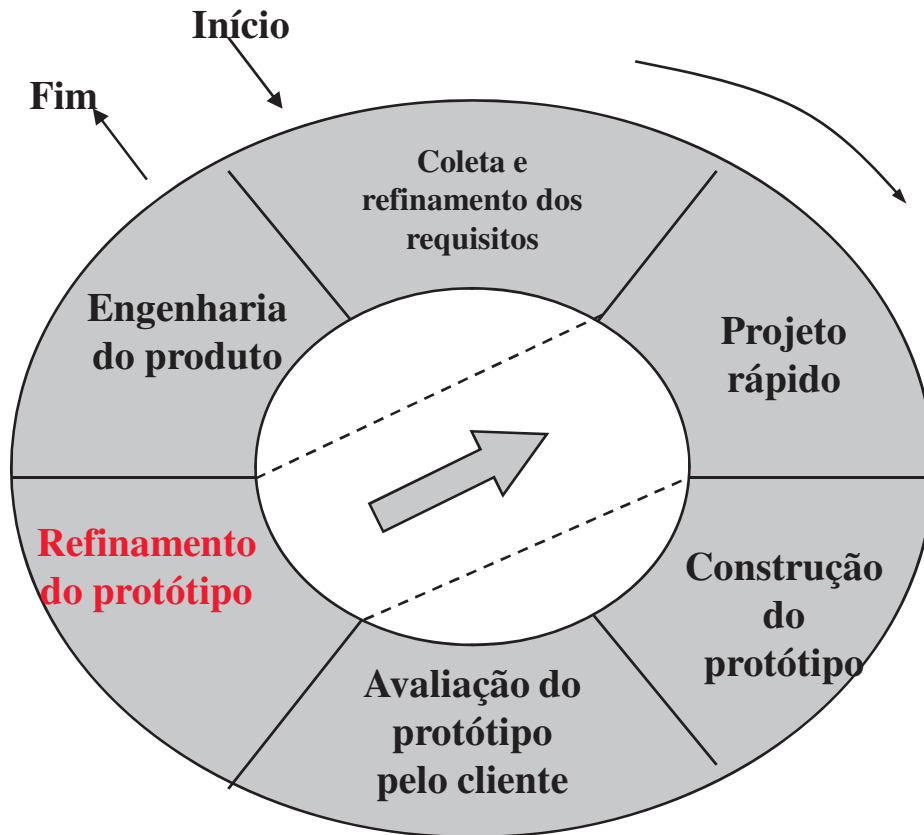 Início
Fim
Coleta e
refinamento dos
requisitos
Engenharia
do produto
Projeto
rápido
Refinamento
do protótipo
Construção
do
protótipo
Avaliação do
protótipo
pelo cliente